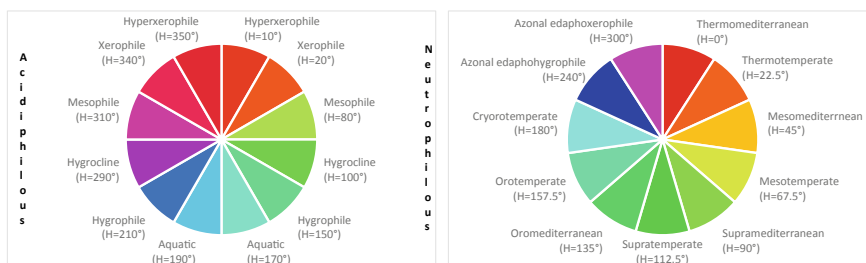 Acidiphilous
Hyperxerophile
(H=350°)
Hyperxerophile
(H=10°)
Xerophile
(H=340°)
Xerophile
(H=20°)
Mesophile
(H=310°)
Mesophile
(H=80°)
Hygrocline
(H=290°)
Hygrocline
(H=100°)
Hygrophile
(H=210°)
Hygrophile
(H=150°)
Aquatic
(H=190°)
Aquatic
(H=170°)
Neutrophilous
Azonal edaphoxerophile
(H=300°)
Thermomediterranean
(H=0°)
Azonal edaphohygrophile
(H=240°)
Thermotemperate
(H=22.5°)
Cryorotemperate
(H=180°)
Mesomediterrnean
(H=45°)
Orotemperate
(H=157.5°)
Mesotemperate
(H=67.5°)
Oromediterranean
(H=135°)
Supratemperate
(H=112.5°)
Supramediterranean
(H=90°)